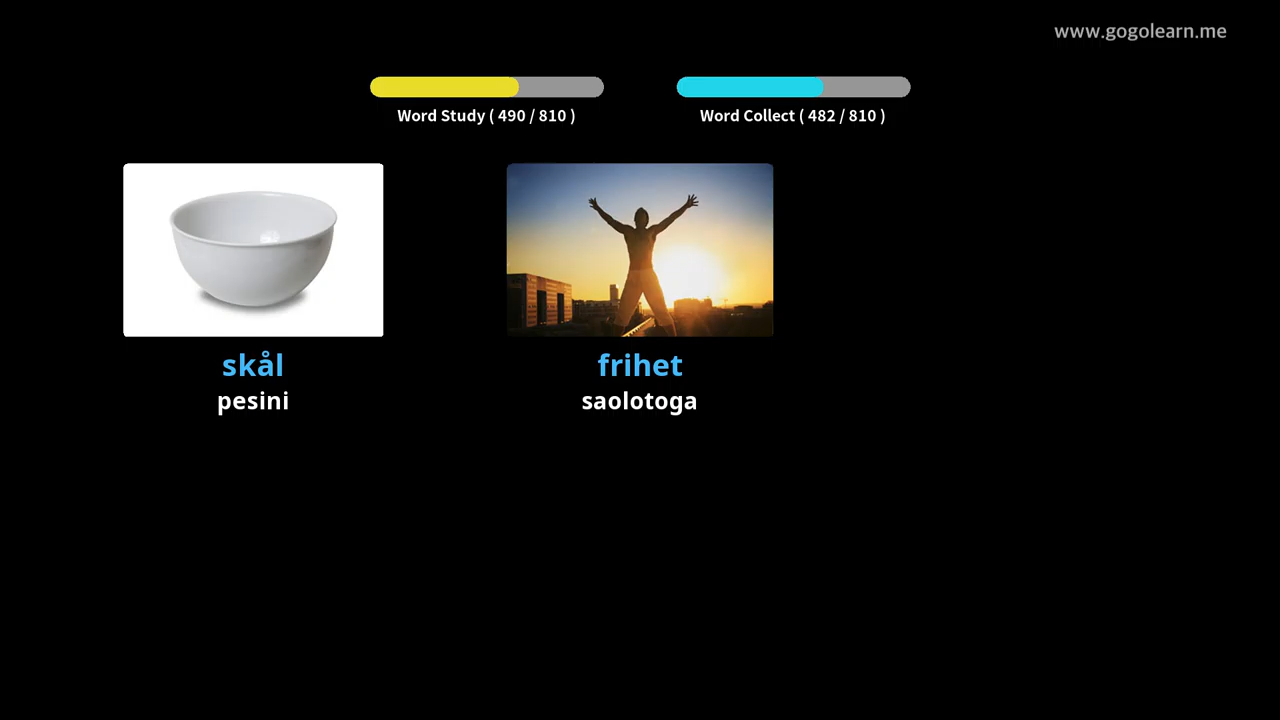 www.gogolearn.me
Word Study ( 490 / 810 )
Word Collect ( 482 / 810 )
skål
pesini
frihet
saolotoga